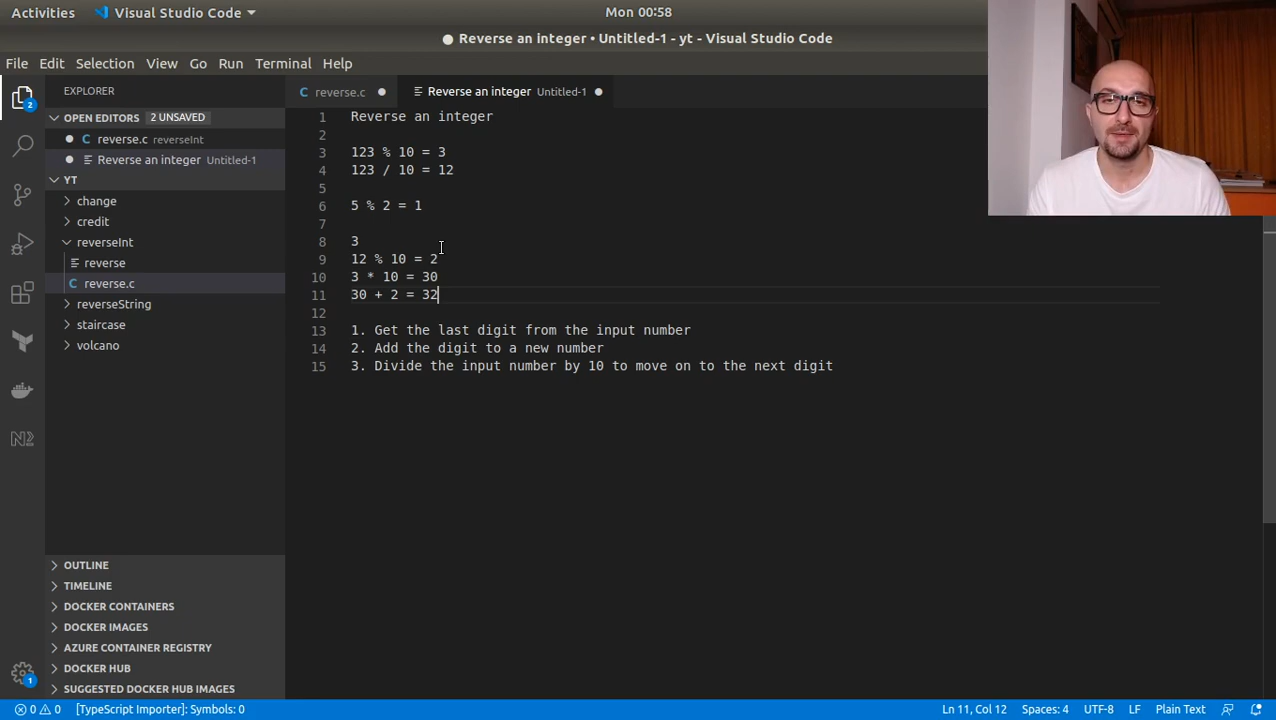 Activities Visual Studio Code Mon 00:58
Reverse an integer • Untitled-1 - yt - Visual Studio Code
File Edit Selection View Go Run Terminal Help
EXPLORER
OPEN EDITORS 2 UNSAVED
reverse.c reverseInt
Reverse an integer Untitled-1
YT
change
credit
reverseInt
reverse
reverse.c
reverseString
staircase
volcano
OUTLINE
TIMELINE
DOCKER CONTAINERS
DOCKER IMAGES
AZURE CONTAINER REGISTRY
DOCKER HUB
SUGGESTED DOCKER HUB IMAGES
2
N2
1
reverse.c Reverse an integer Untitled-1
1 Reverse an integer
2
3 123 % 10 = 3
4 123 / 10 = 12
5
6 5 % 2 = 1
7
8 3
9 12 % 10 = 2
10 3 * 10 = 30
11 30 + 2 = 32
12
13 1. Get the last digit from the input number
14 2. Add the digit to a new number
15 3. Divide the input number by 10 to move on to the next digit
0 0 [TypeScript Importer]: Symbols: 0 Ln 11, Col 12 Spaces: 4 UTF-8 LF Plain Text